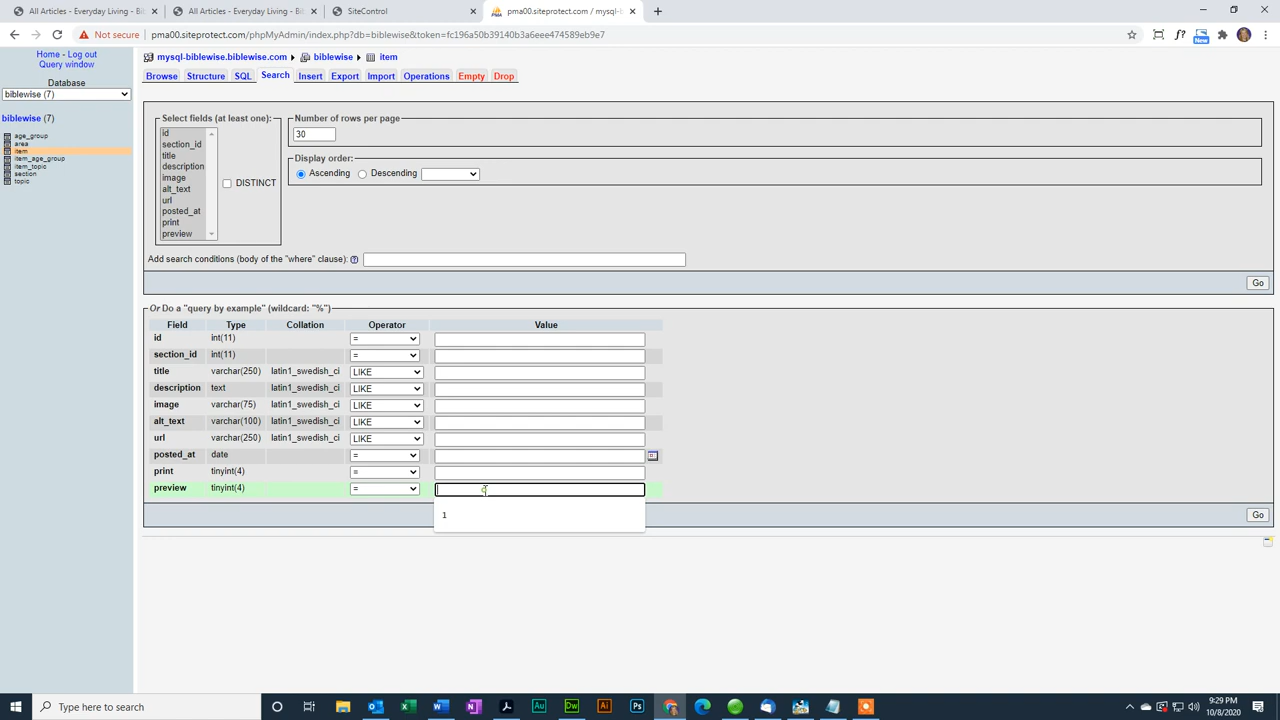 All Articles - Everyday Living - B All Articles - Everyday Living - B SiteControl pma00.siteprotect.com / mysql-b
Not secure pma00.siteprotect.com/phpMyAdmin/index.php?db=biblewise&token=fc196a50b39140b3a6eee474589eb9e7
Home - Log out
Query window
Database
biblewise (7)
biblewise (7)
age_group
area
item
item_age_group
item_topic
section
topic
mysql-biblewise.biblewise.com biblewise item
Browse Structure SQL Search Insert Export Import Operations Empty Drop
Select fields (at least one):
id
section_id
title
description
image
alt_text
url
posted_at
print
preview
DISTINCT
Number of rows per page
30
Display order:
Ascending Descending
Add search conditions (body of the "where" clause):
Go
Or Do a "query by example" (wildcard: "%")
Field Type Collation Operator Value
id int(11) =
section_id int(11) =
title varchar(250) latin1_swedish_ci LIKE
description text latin1_swedish_ci LIKE
image varchar(75) latin1_swedish_ci LIKE
alt_text varchar(100) latin1_swedish_ci LIKE
url varchar(250) latin1_swedish_ci LIKE
posted_at date =
print tinyint(4) =
preview tinyint(4) =
1
Go
Type here to search
9:29 PM
10/8/2020